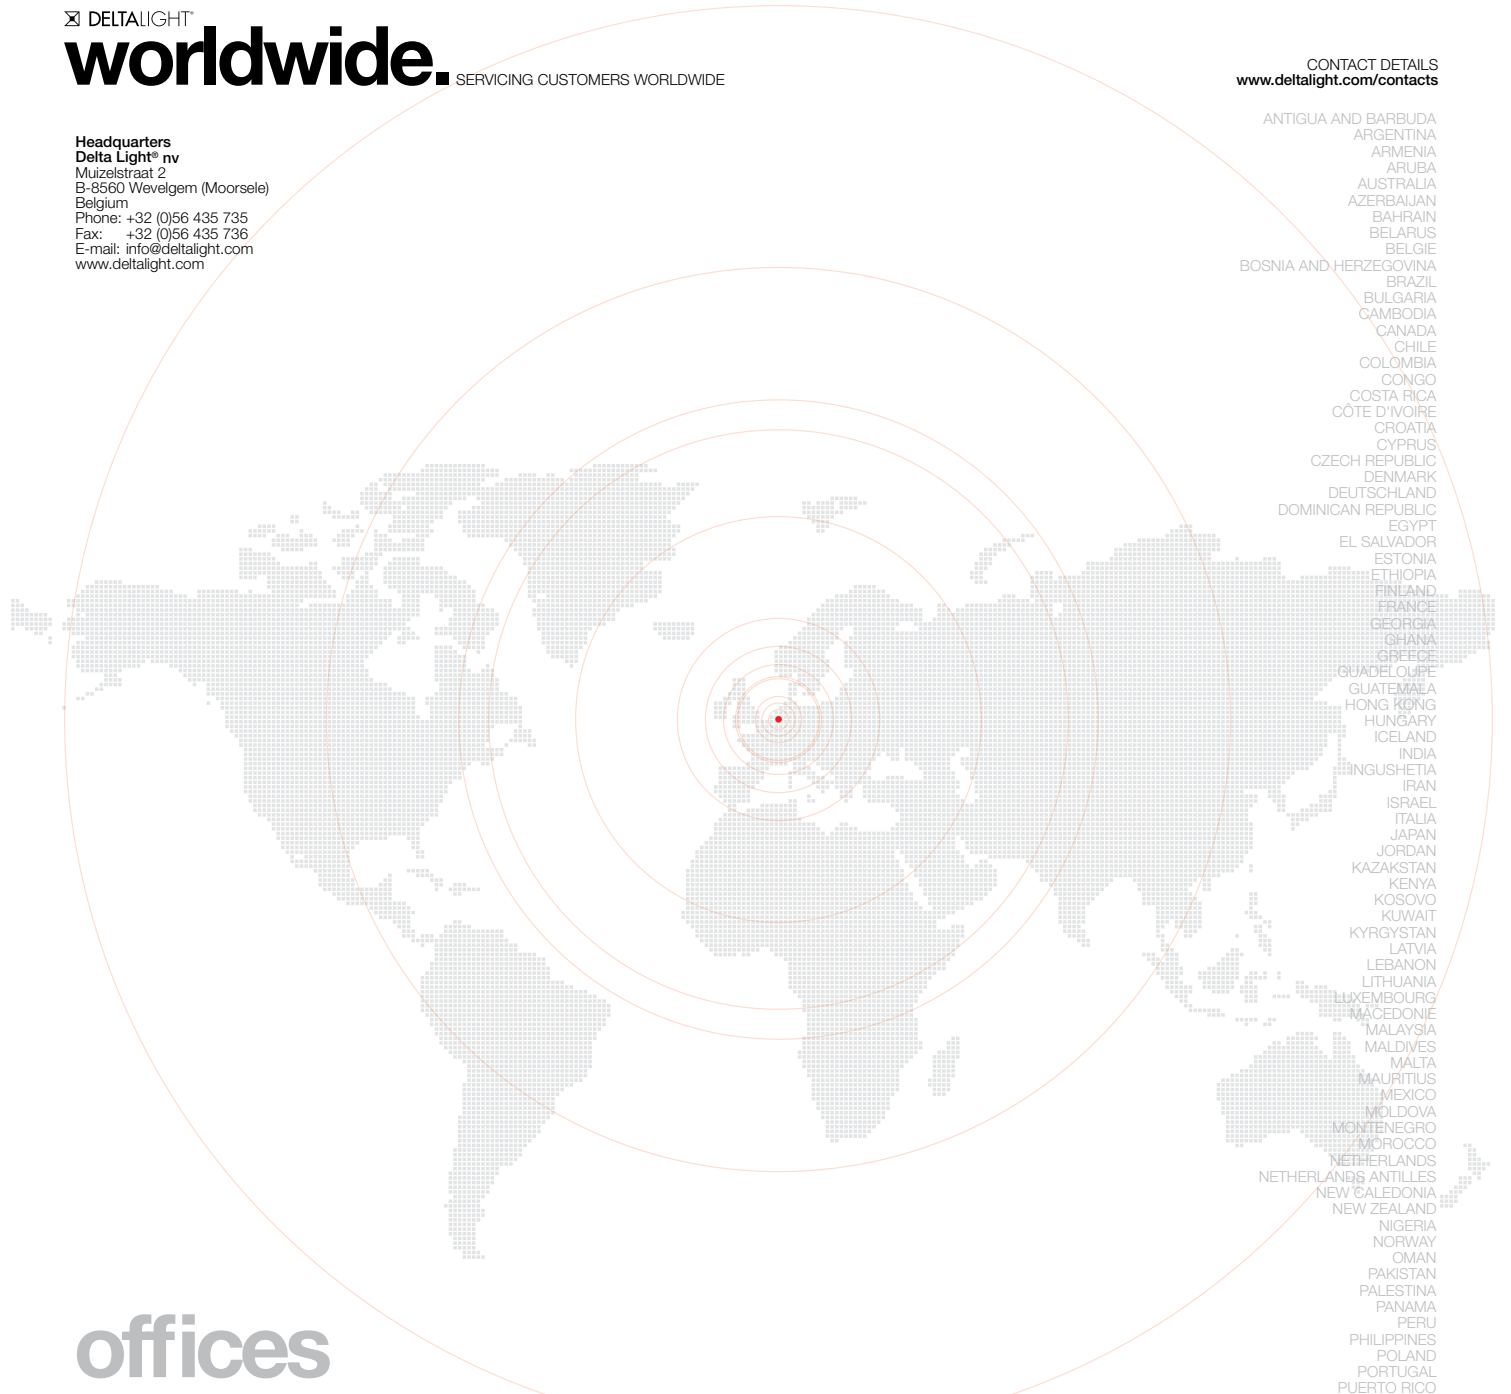 DELTALIGHT®
worldwide.
SERVICING CUSTOMERS WORLDWIDE
CONTACT DETAILS
www.deltalight.com/contacts
Headquarters
Delta Light® nv
Muizelstraat 2
B-8560 Wevelgem (Moorsele)
Belgium
Phone: +32 (0)56 435 735
Fax: +32 (0)56 435 736
E-mail: info@deltalight.com
www.deltalight.com
ANTIGUA AND BARBUDA
ARGENTINA
ARMENIA
ARUBA
AUSTRALIA
AZERBAIJAN
BAHRAIN
BELARUS
BELGIE
BOSNIA AND HERZEGOVINA
BRAZIL
BULGARIA
CAMBODIA
CANADA
CHILE
COLOMBIA
CONGO
COSTA RICA
CÔTE D'IVOIRE
CROATIA
CYPRUS
CZECH REPUBLIC
DENMARK
DEUTSCHLAND
DOMINICAN REPUBLIC
EGYPT
EL SALVADOR
ESTONIA
ETHIOPIA
FINLAND
FRANCE
GEORGIA
GHANA
GREECE
GUADELOUPE
GUATEMALA
HONG KONG
HUNGARY
ICELAND
INDIA
INGUSHETIA
IRAN
ISRAEL
ITALIA
JAPAN
JORDAN
KAZAKSTAN
KENYA
KOSOVO
KUWAIT
KYRGYSTAN
LATVIA
LEBANON
LITHUANIA
LUXEMBOURG
MACEDONIE
MALAYSIA
MALDIVES
MALTA
MAURITIUS
MEXICO
MOLDOVA
MONTENEGRO
MOROCCO
NETHERLANDS
NETHERLANDS ANTILLES
NEW CALEDONIA
NEW ZEALAND
NIGERIA
NORWAY
OMAN
PAKISTAN
PALESTINA
PANAMA
PERU
PHILIPPINES
POLAND
PORTUGAL
PUERTO RICO
offices